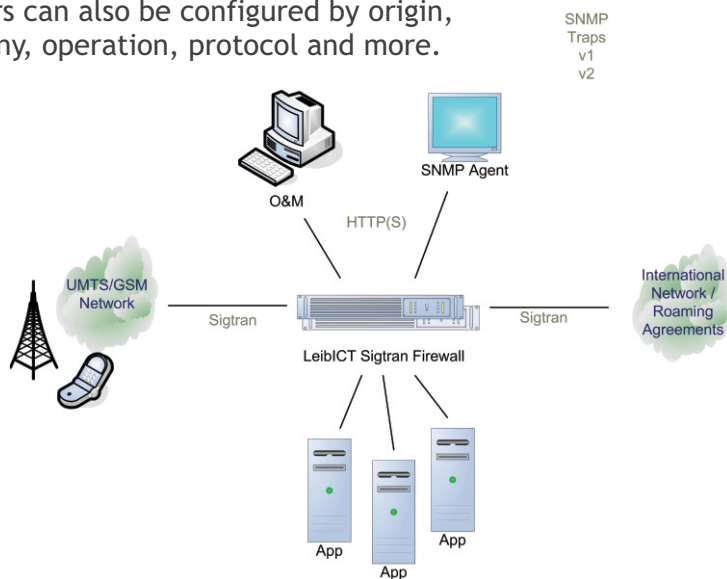 rs can also be configured by origin,
ny, operation, protocol and more.
SNMP
Traps
v1
v2
SNMP Agent
O&M
HTTP(S)
UMTS/GSM
Network
International
Network /
Roaming
Agreements
Sigtran
Sigtran
LeibICT Sigtran Firewall
App
App
App